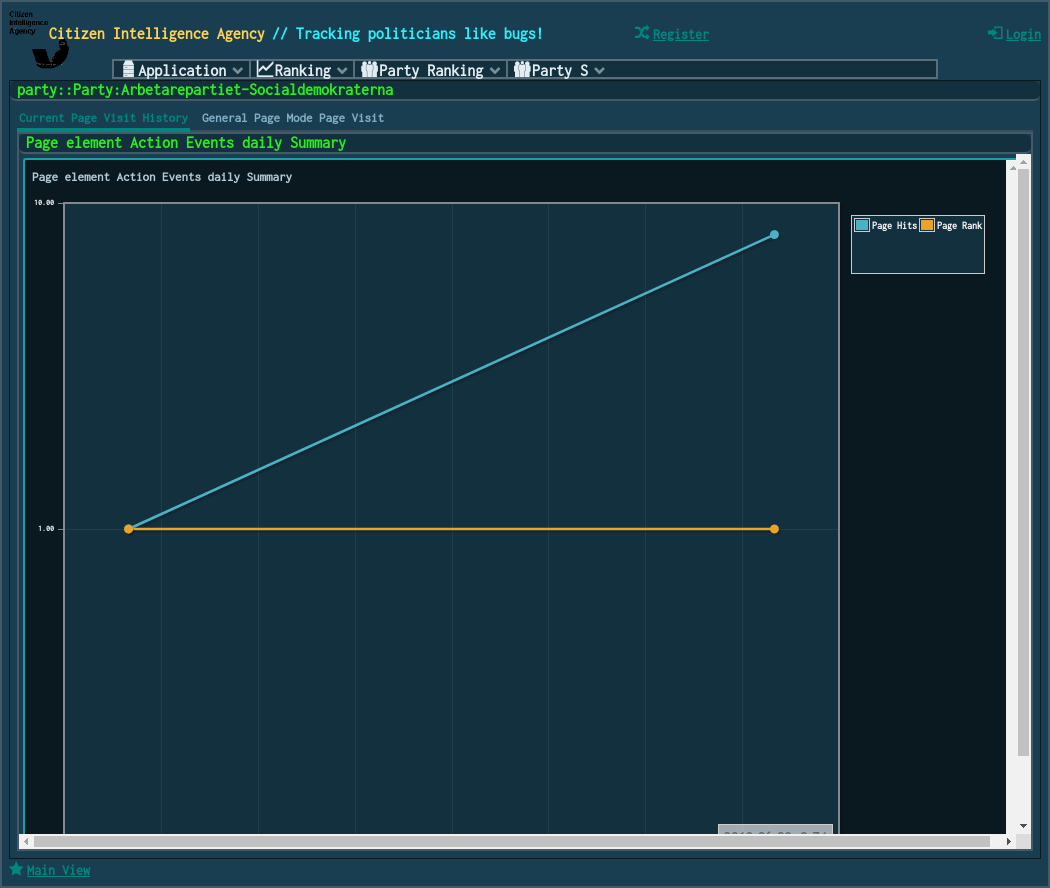 Citizen
Intelligence
Agency
Citizen Intelligence Agency // Tracking politicians like bugs!
Register
Login
Application
Ranking
Party Ranking
Party S
party::Party:Arbetarepartiet-Socialdemokraterna
Current Page Visit History
General Page Mode Page Visit
Page element Action Events daily Summary
Page element Action Events daily Summary
10.00
Page Hits
Page Rank
1.00
Main View